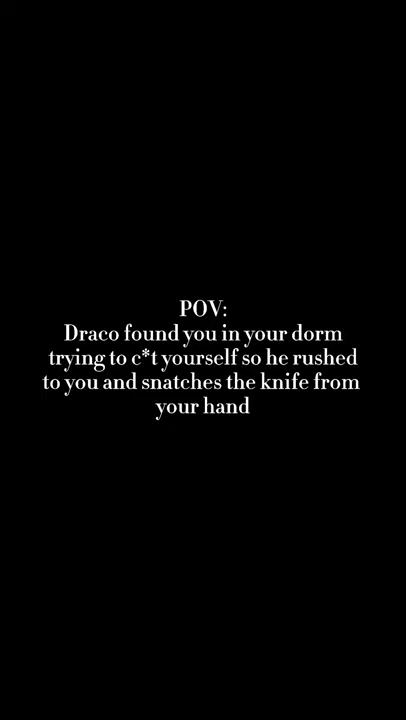 POV:
Draco found you in your dorm
trying to c*t yourself so he rushed
to you and snatches the knife from
your hand